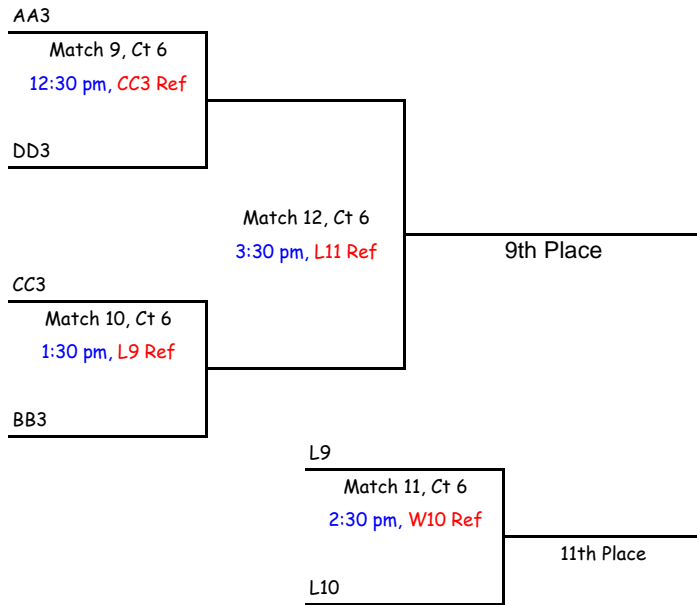 AA3
Match 9, Ct 6
12:30 pm, CC3 Ref
DD3
Match 12, Ct 6
3:30 pm, L11 Ref
9th Place
CC3
Match 10, Ct 6
1:30 pm, L9 Ref
BB3
L9
Match 11, Ct 6
2:30 pm, W10 Ref
11th Place
L10